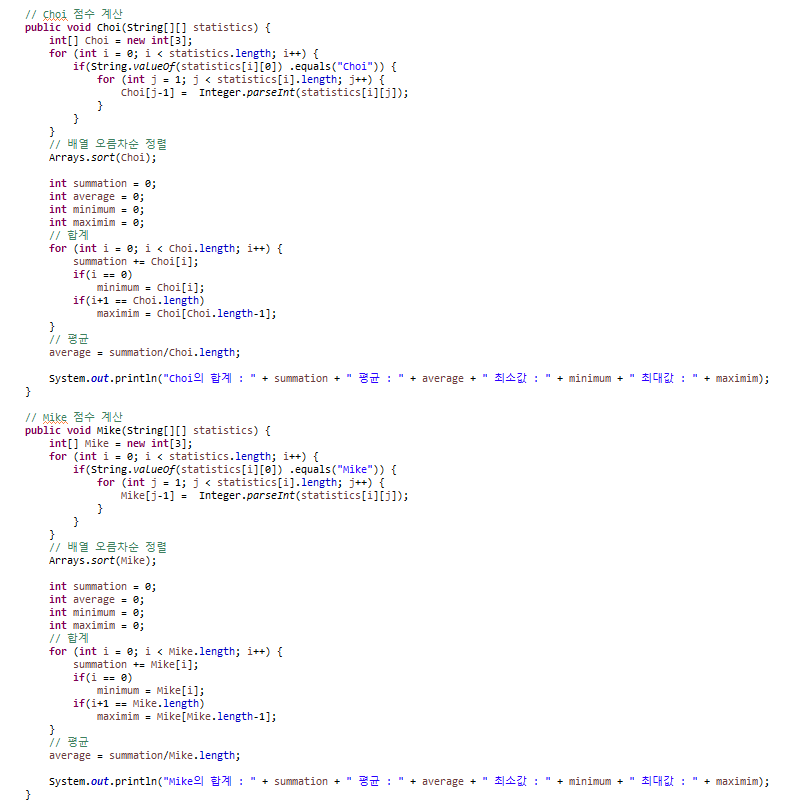 // Choi 점수 계산
public void Choi(String[][] statistics) {
int[] Choi = new int[3];
for (int i = 0; i < statistics.length; i++) {
if(String.valueOf(statistics[i][0]) .equals("Choi")) {
for (int j = 1; j < statistics[i].length; j++) {
Choi[j-1] =  Integer.parseInt(statistics[i][j]);
}
}
}
// 배열 오름차순 정렬
Arrays.sort(Choi);
int summation = 0;
int average = 0;
int minimum = 0;
int maximim = 0;
// 합계
for (int i = 0; i < Choi.length; i++) {
summation += Choi[i];
if(i == 0)
minimum = Choi[i];
if(i+1 == Choi.length)
maximim = Choi[Choi.length-1];
}
// 평균
average = summation/Choi.length;
System.out.println("Choi의 합계 : " + summation + " 평균 : " + average + " 최소값 : " + minimum + " 최대값 : " + maximim);
}
// Mike 점수 계산
public void Mike(String[][] statistics) {
int[] Mike = new int[3];
for (int i = 0; i < statistics.length; i++) {
if(String.valueOf(statistics[i][0]) .equals("Mike")) {
for (int j = 1; j < statistics[i].length; j++) {
Mike[j-1] =  Integer.parseInt(statistics[i][j]);
}
}
}
// 배열 오름차순 정렬
Arrays.sort(Mike);
int summation = 0;
int average = 0;
int minimum = 0;
int maximim = 0;
// 합계
for (int i = 0; i < Mike.length; i++) {
summation += Mike[i];
if(i == 0)
minimum = Mike[i];
if(i+1 == Mike.length)
maximim = Mike[Mike.length-1];
}
// 평균
average = summation/Mike.length;
System.out.println("Mike의 합계 : " + summation + " 평균 : " + average + " 최소값 : " + minimum + " 최대값 : " + maximim);
}